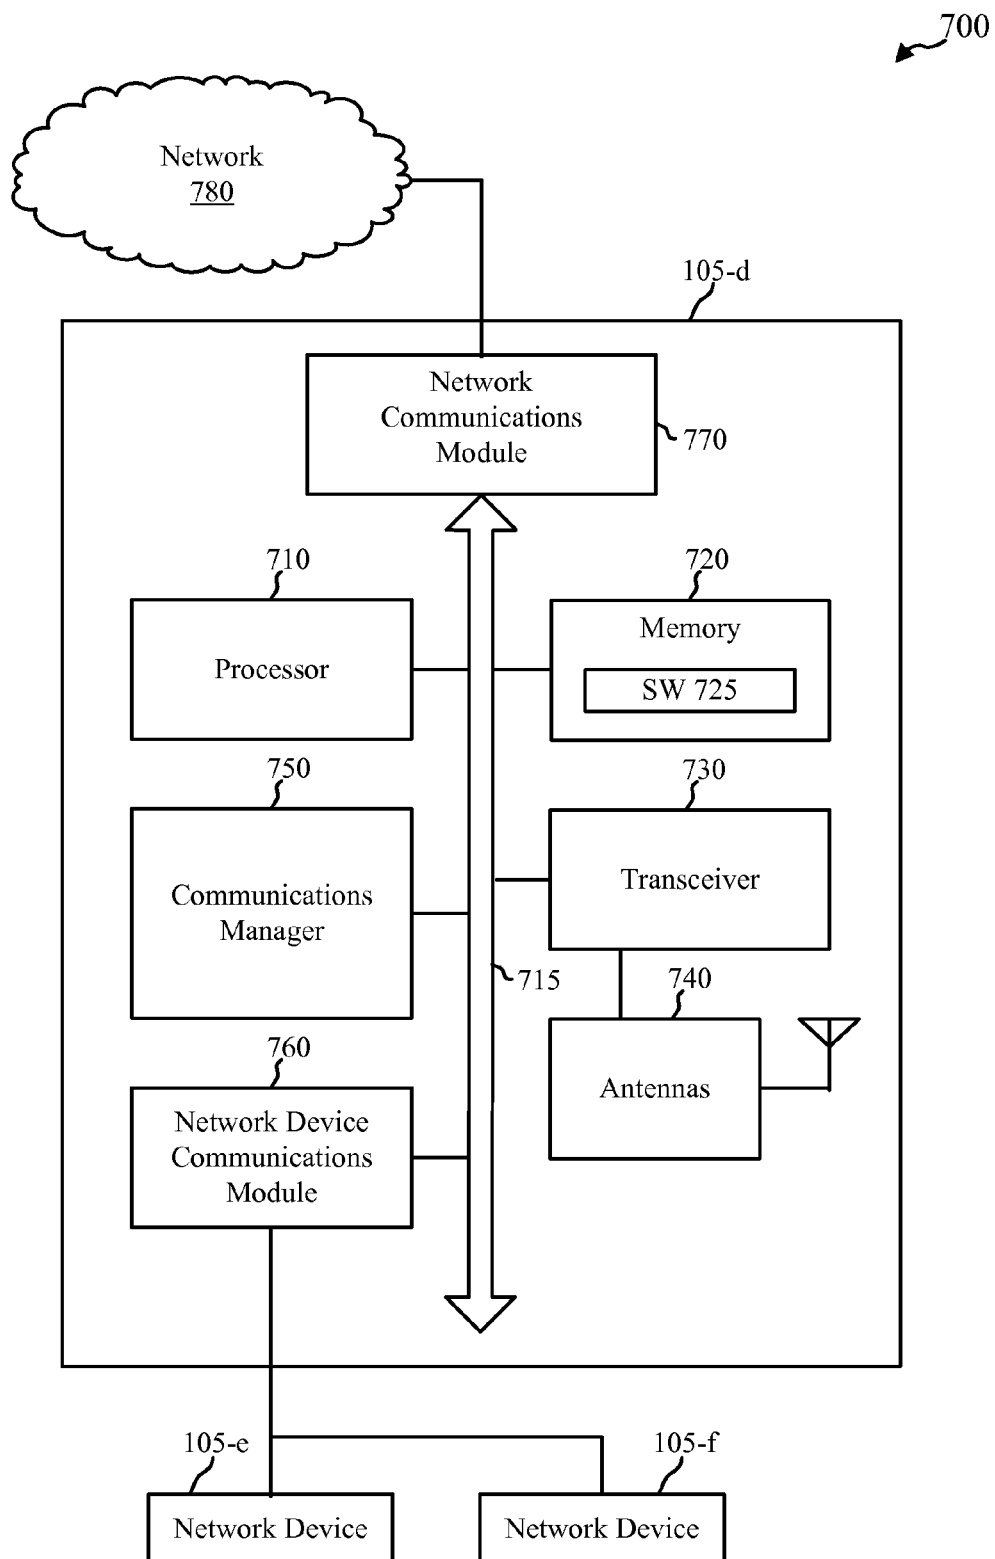 700
Network
780
105-d
Network
Communications
Module
770
710
720
Processor
Memory
SW 725
750
730
Communications
Manager
Transceiver
715
740
760
Antennas
Network Device
Communications
Module
105-e
105-f
Network Device
Network Device